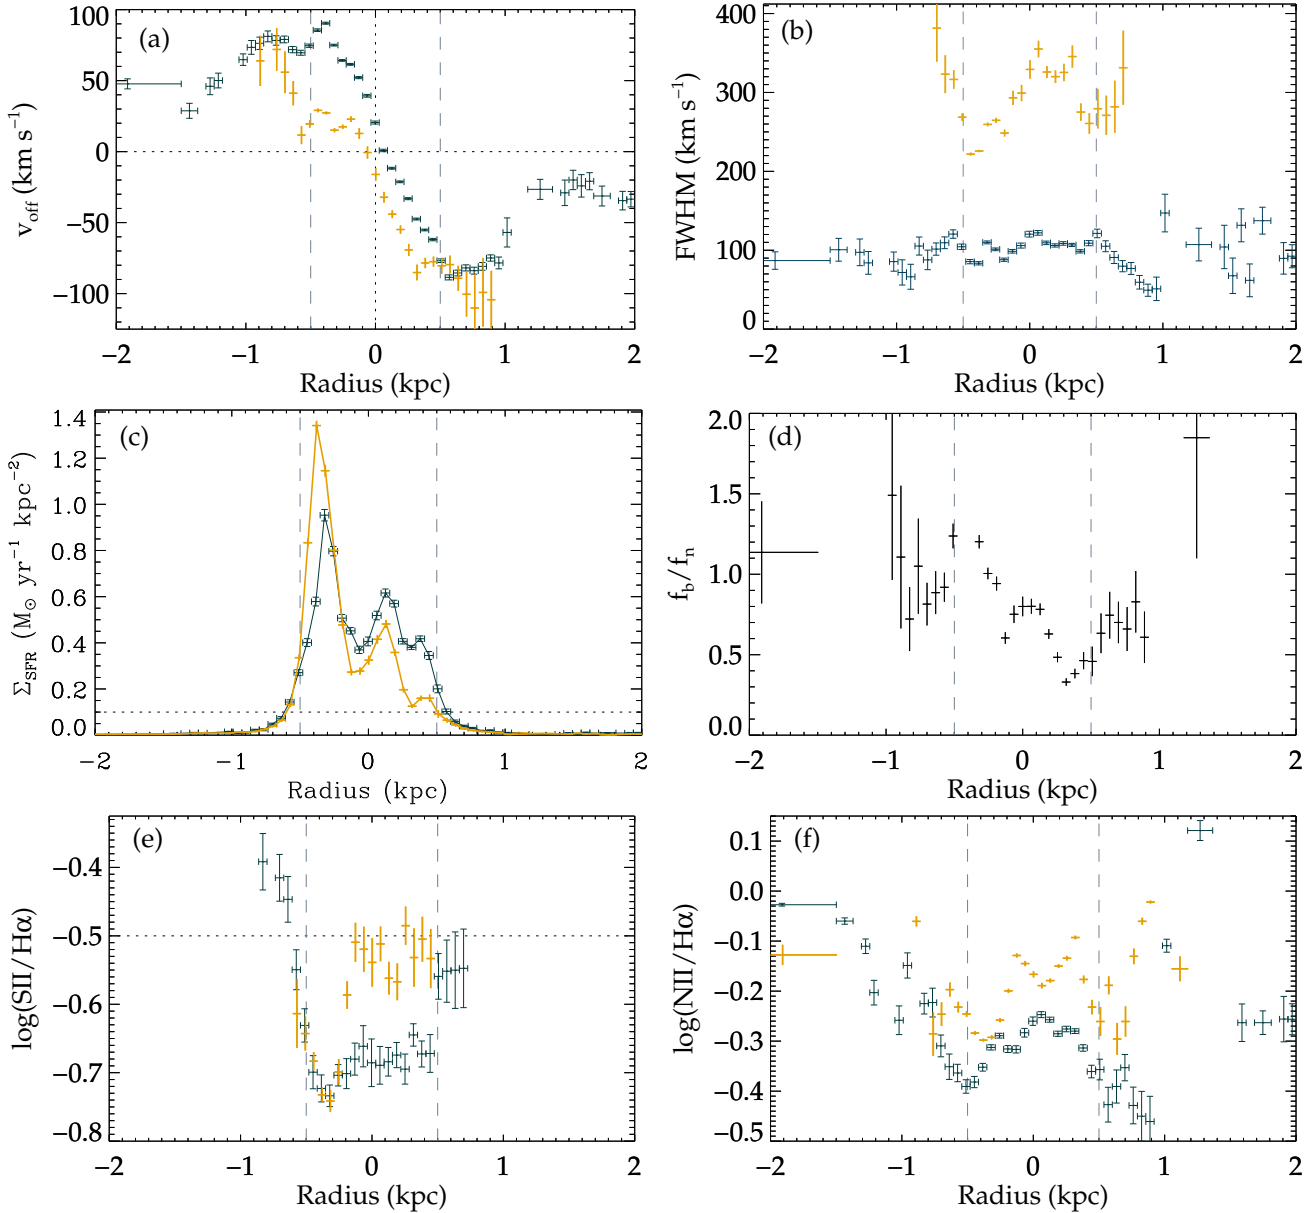 (a)
100
50
0
−50
−100
v_off (km s⁻¹)
−2 −1 0 1 2
Radius (kpc)
(b)
400
300
200
100
0
FWHM (km s⁻¹)
−2 −1 0 1 2
Radius (kpc)
(c)
1.4
1.2
1.0
0.8
0.6
0.4
0.2
0.0
Σ_SFR (M_⊙ yr⁻¹ kpc⁻²)
−2 −1 0 1 2
Radius (kpc)
(d)
2.0
1.5
1.0
0.5
0.0
f_b/f_n
−2 −1 0 1 2
Radius (kpc)
(e)
−0.4
−0.5
−0.6
−0.7
−0.8
log(SII/Hα)
−2 −1 0 1 2
Radius (kpc)
(f)
0.1
0.0
−0.1
−0.2
−0.3
−0.4
−0.5
log(NII/Hα)
−2 −1 0 1 2
Radius (kpc)